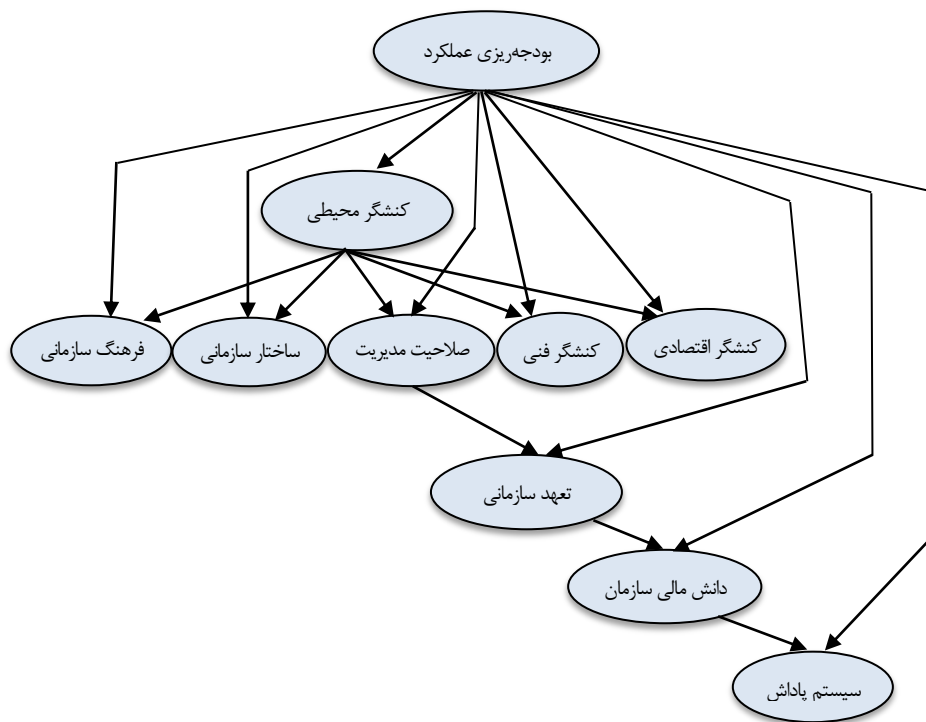 بودجه‌ریزی عملکرد
کنشگر محیطی
کنشگر اقتصادی
کنشگر فنی
صلاحیت مدیریت
ساختار سازمانی
فرهنگ سازمانی
تعهد سازمانی
دانش مالی سازمان
سیستم پاداش